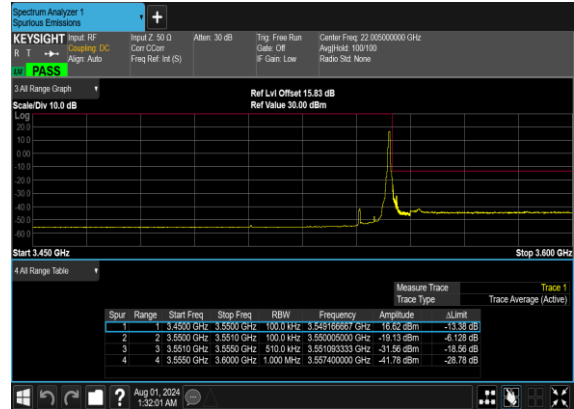 Spectrum Analyzer 1
Spurious Emissions
KEYSIGHT Input: RF Input Z: 50 Ω Atten: 30 dB Trig: Free Run Center Freq: 22.005000000 GHz
R T Coupling: DC Corr CCorr Gate: Off Avg|Hold: 100/100
Align: Auto Freq Ref: Int (S) IF Gain: Low Radio Std: None
LM PASS
3 All Range Graph
Ref Lvl Offset 15.83 dB
Scale/Div 10.0 dB Ref Value 30.00 dBm
Log
20.0
10.0
0.00
-10.0
-20.0
-30.0
-40.0
-50.0
-60.0
Start 3.450 GHz Stop 3.600 GHz
4 All Range Table
Measure Trace Trace 1
Trace Type Trace Average (Active)
Spur Range Start Freq Stop Freq RBW Frequency Amplitude ΔLimit
1 1 3.4500 GHz 3.5500 GHz 100.0 kHz 3.549166667 GHz 16.62 dBm -13.38 dB
2 2 3.5500 GHz 3.5510 GHz 100.0 kHz 3.550005000 GHz -19.13 dBm -6.128 dB
3 3 3.5510 GHz 3.5550 GHz 510.0 kHz 3.551093333 GHz -31.56 dBm -18.56 dB
4 4 3.5550 GHz 3.6000 GHz 1.000 MHz 3.557400000 GHz -41.78 dBm -28.78 dB
Aug 01, 2024
1:32:01 AM